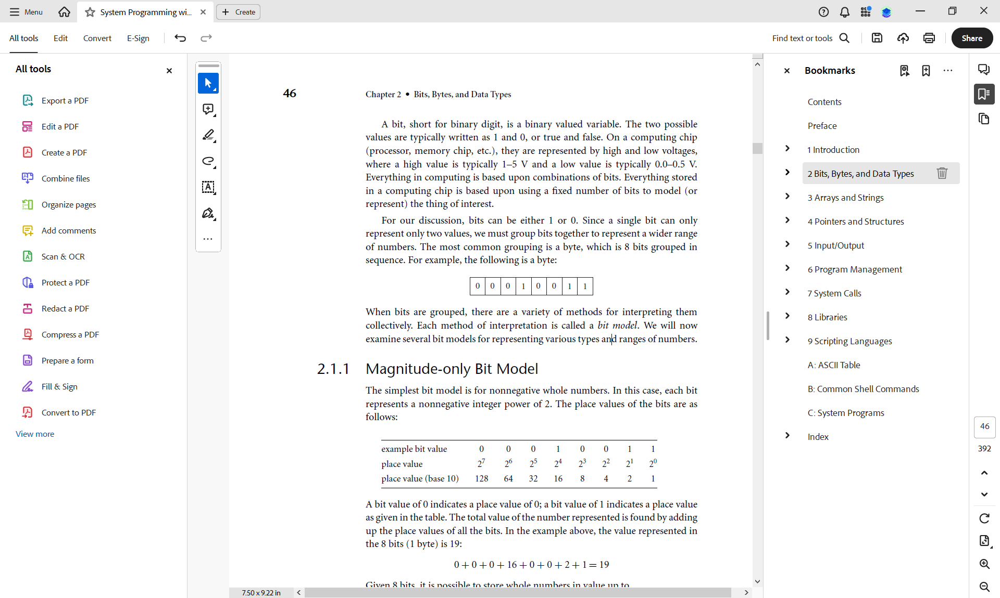 Menu
System Programming wi...
Create
All tools
Edit
Convert
E-Sign
Find text or tools
Share
All tools
Export a PDF
Edit a PDF
Create a PDF
Combine files
Organize pages
Add comments
Scan & OCR
Protect a PDF
Redact a PDF
Compress a PDF
Prepare a form
Fill & Sign
Convert to PDF
View more
46
Chapter 2 • Bits, Bytes, and Data Types
A bit, short for binary digit, is a binary valued variable. The two possible
values are typically written as 1 and 0, or true and false. On a computing chip
(processor, memory chip, etc.), they are represented by high and low voltages,
where a high value is typically 1–5 V and a low value is typically 0.0–0.5 V.
Everything in computing is based upon combinations of bits. Everything stored
in a computing chip is based upon using a fixed number of bits to model (or
represent) the thing of interest.
For our discussion, bits can be either 1 or 0. Since a single bit can only
represent only two values, we must group bits together to represent a wider range
of numbers. The most common grouping is a byte, which is 8 bits grouped in
sequence. For example, the following is a byte:
0 0 0 1 0 0 1 1
When bits are grouped, there are a variety of methods for interpreting them
collectively. Each method of interpretation is called a bit model. We will now
examine several bit models for representing various types and ranges of numbers.
2.1.1 Magnitude-only Bit Model
The simplest bit model is for nonnegative whole numbers. In this case, each bit
represents a nonnegative integer power of 2. The place values of the bits are as
follows:
example bit value 0 0 0 1 0 0 1 1
place value 2⁷ 2⁶ 2⁵ 2⁴ 2³ 2² 2¹ 2⁰
place value (base 10) 128 64 32 16 8 4 2 1
A bit value of 0 indicates a place value of 0; a bit value of 1 indicates a place value
as given in the table. The total value of the number represented is found by adding
up the place values of all the bits. In the example above, the value represented in
the 8 bits (1 byte) is 19:
0 + 0 + 0 + 16 + 0 + 0 + 2 + 1 = 19
Given 8 bits, it is possible to store whole numbers in value up to
7.50 x 9.22 in
Bookmarks
Contents
Preface
1 Introduction
2 Bits, Bytes, and Data Types
3 Arrays and Strings
4 Pointers and Structures
5 Input/Output
6 Program Management
7 System Calls
8 Libraries
9 Scripting Languages
A: ASCII Table
B: Common Shell Commands
C: System Programs
Index
46
392